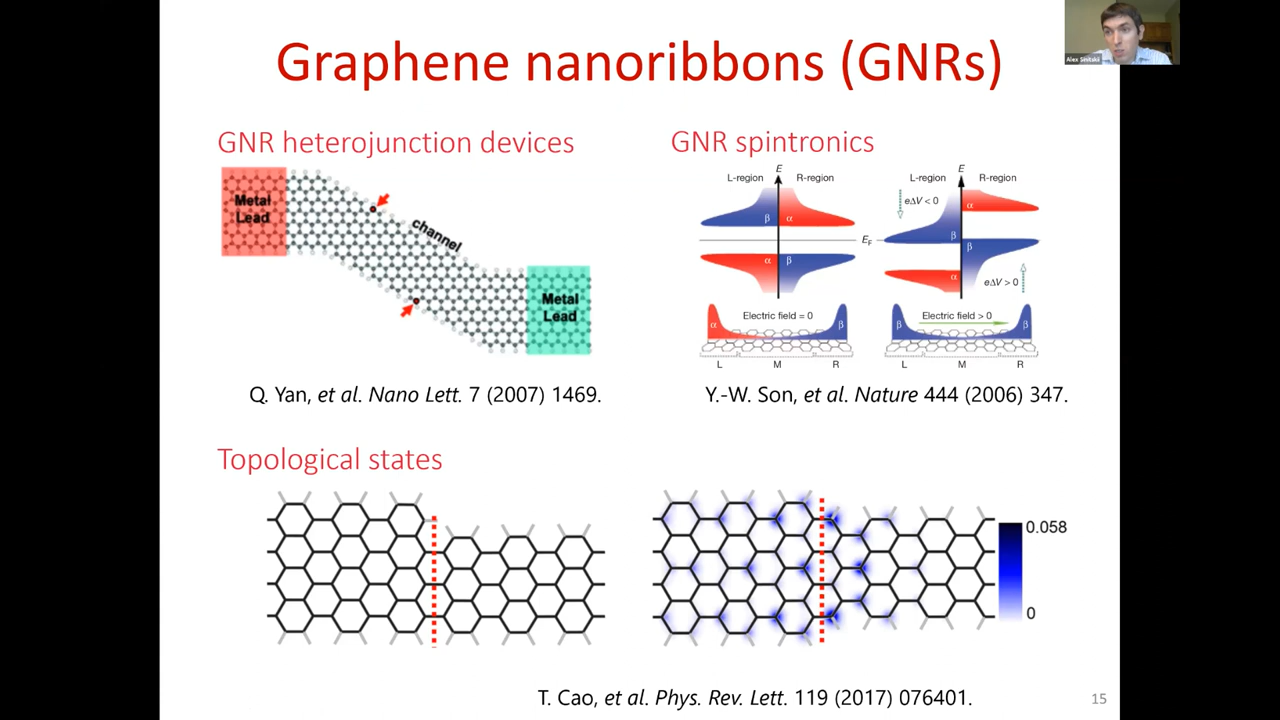 Graphene nanoribbons (GNRs)
Alex Sinitskii
GNR heterojunction devices
Metal
Lead
channel
Metal
Lead
Q. Yan, et al. Nano Lett. 7 (2007) 1469.
GNR spintronics
L-region
E
R-region
β
α
E_F
α
β
Electric field = 0
α
β
L
M
R
L-region
E
R-region
eΔV < 0
α
β
β
α
eΔV > 0
Electric field > 0
β
β
L
M
R
Y.-W. Son, et al. Nature 444 (2006) 347.
Topological states
0.058
0
T. Cao, et al. Phys. Rev. Lett. 119 (2017) 076401.
15